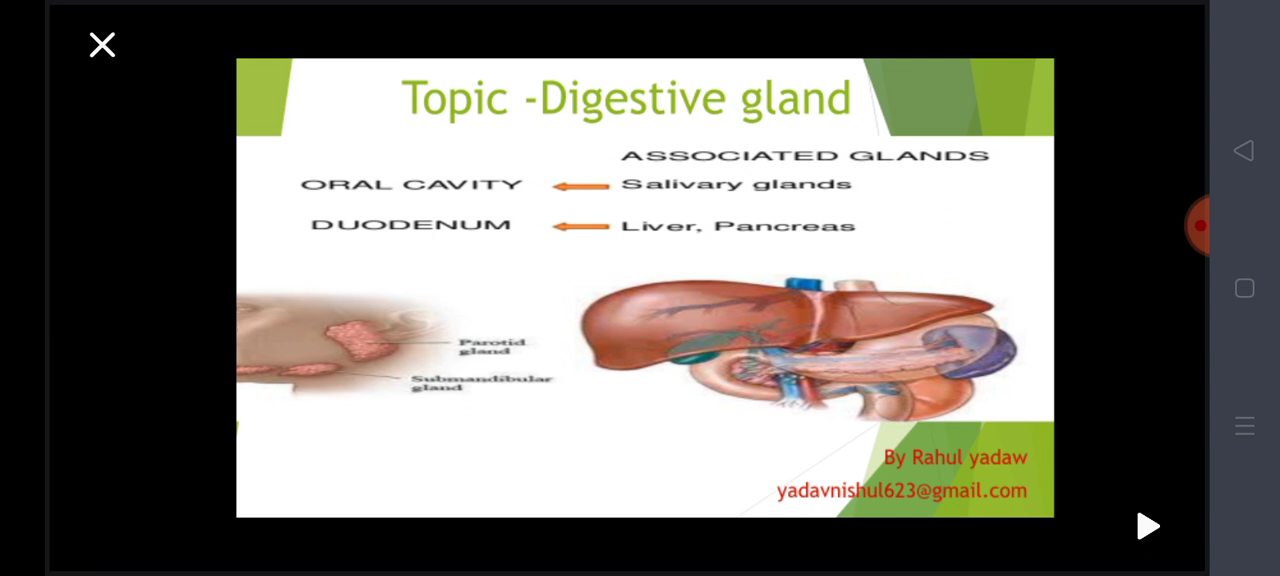 Topic -Digestive gland
ASSOCIATED GLANDS
ORAL CAVITY Salivary glands
DUODENUM Liver, Pancreas
Parotid
gland
Submandibular
gland
By Rahul yadaw
yadavnishul623@gmail.com